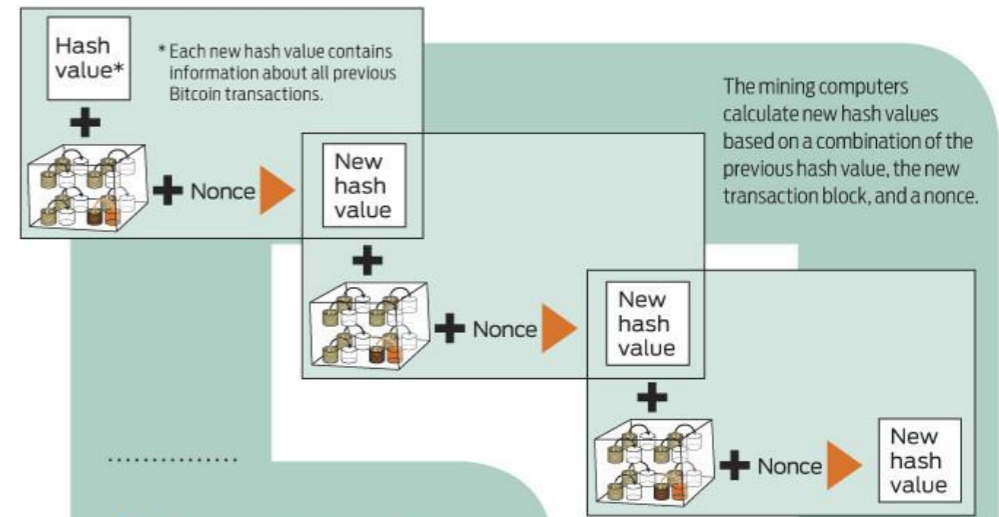 Hash
value*
* Each new hash value contains
information about all previous
Bitcoin transactions.
The mining computers
calculate new hash values
based on a combination of the
previous hash value, the new
transaction block, and a nonce.
+
+ Nonce
New
hash
value
+
+ Nonce
New
hash
value
+
+ Nonce
New
hash
value
...............